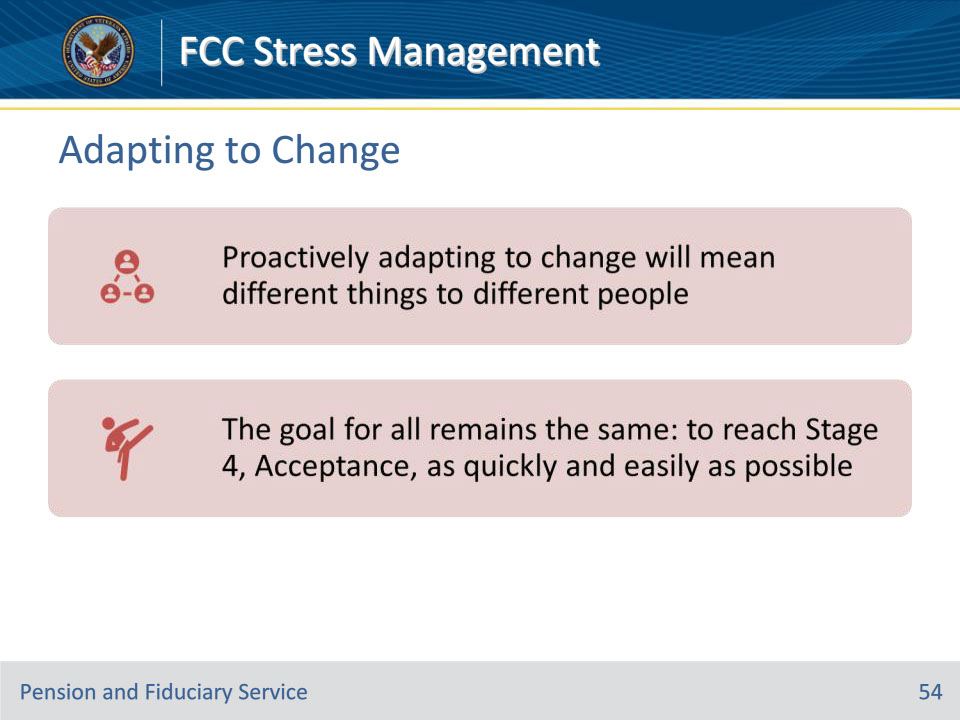 FCC Stress Management
Adapting to Change
Proactively adapting to change will mean
different things to different people
The goal for all remains the same: to reach Stage
4, Acceptance, as quickly and easily as possible
Pension and Fiduciary Service
54